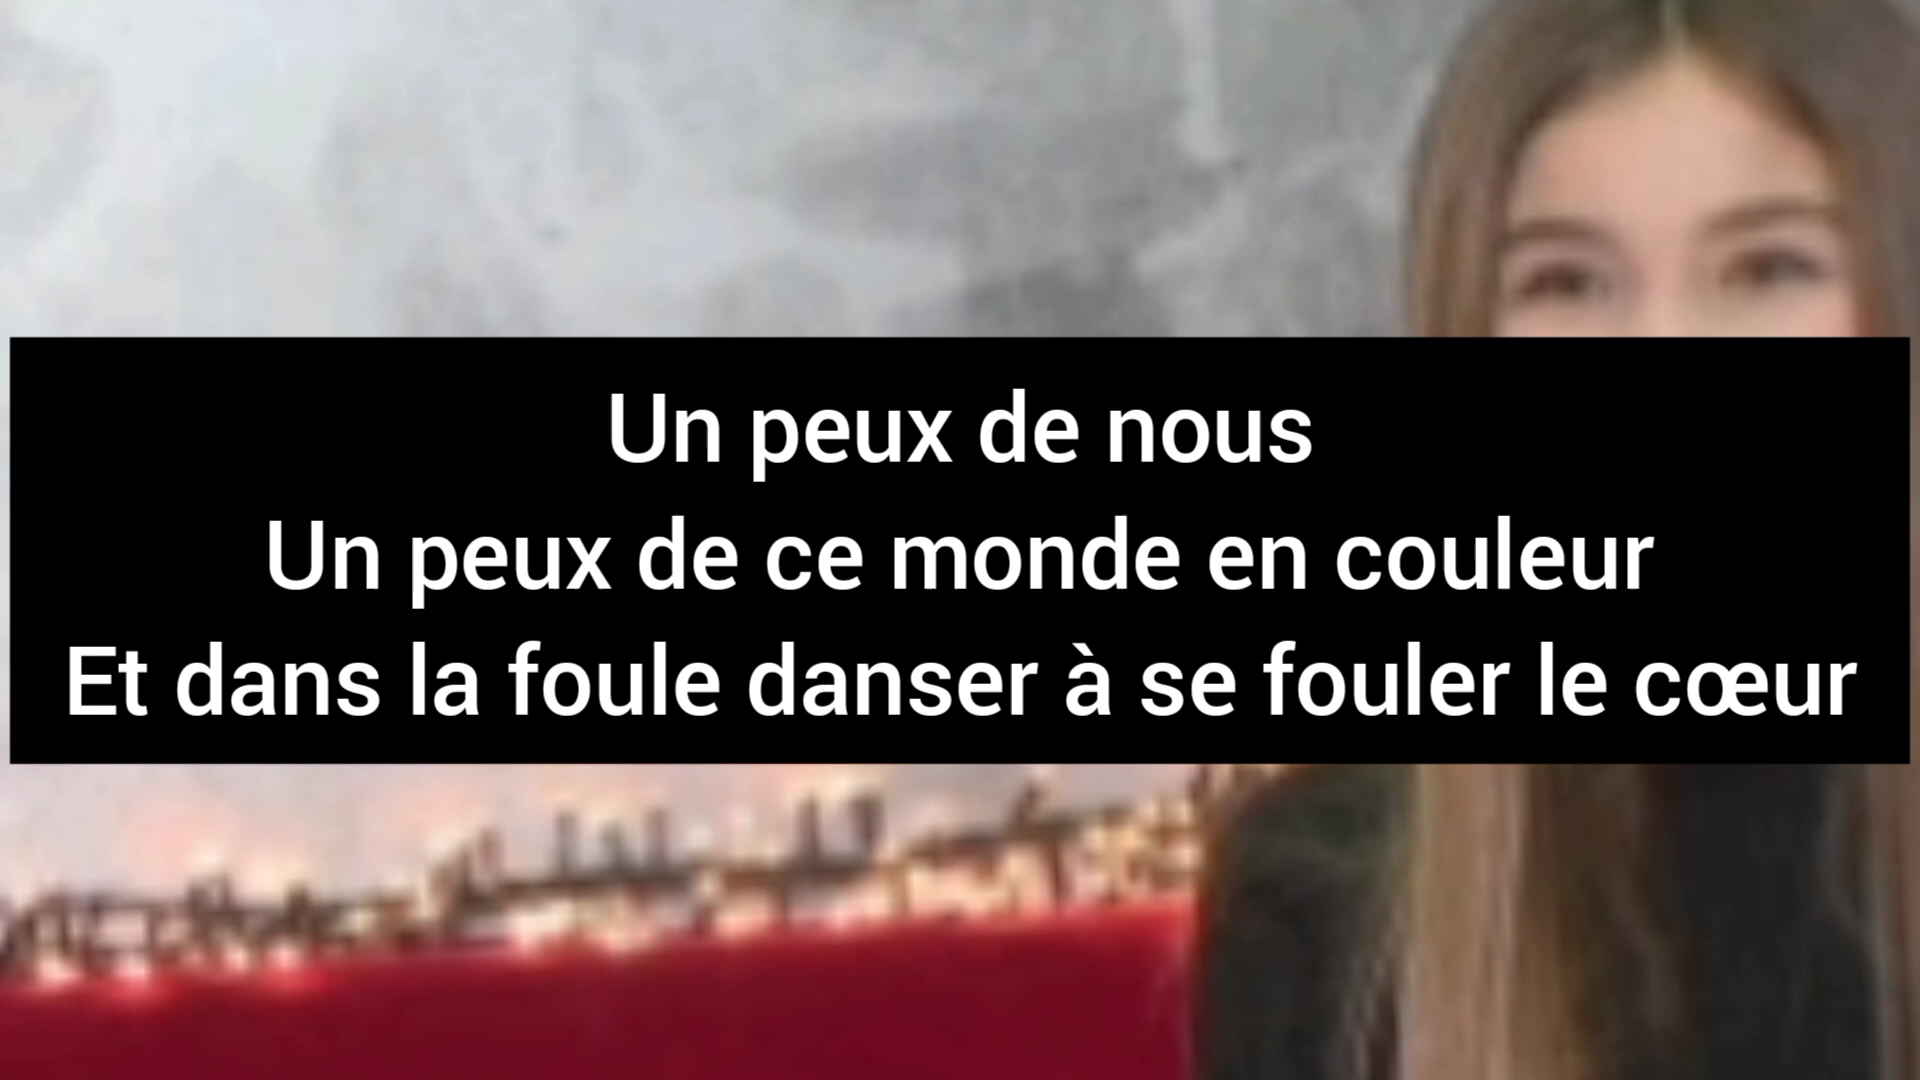 Un peux de nous
Un peux de ce monde en couleur
Et dans la foule danser à se fouler le cœur